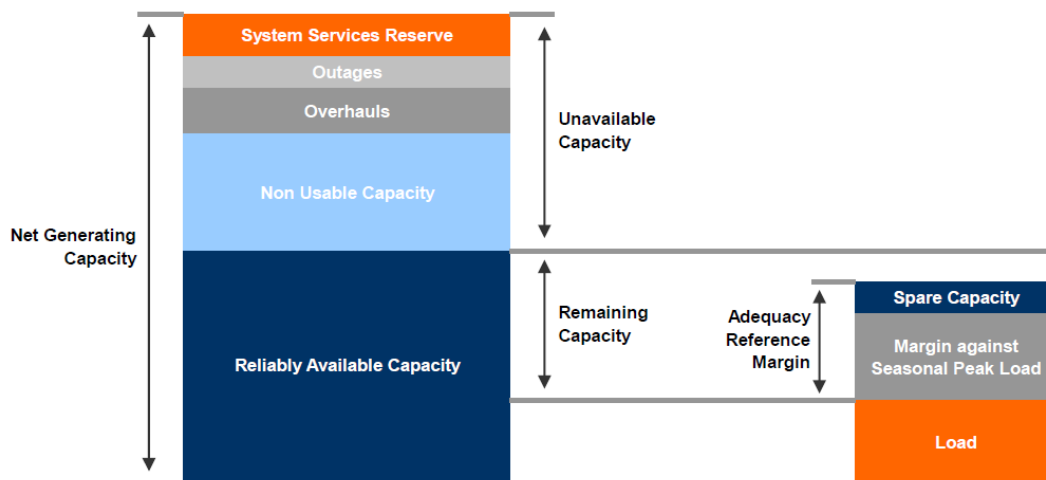 System Services Reserve
Outages
Overhauls
Non Usable Capacity
Reliably Available Capacity
Net Generating
Capacity
Unavailable
Capacity
Remaining
Capacity
Adequacy
Reference
Margin
Spare Capacity
Margin against
Seasonal Peak Load
Load